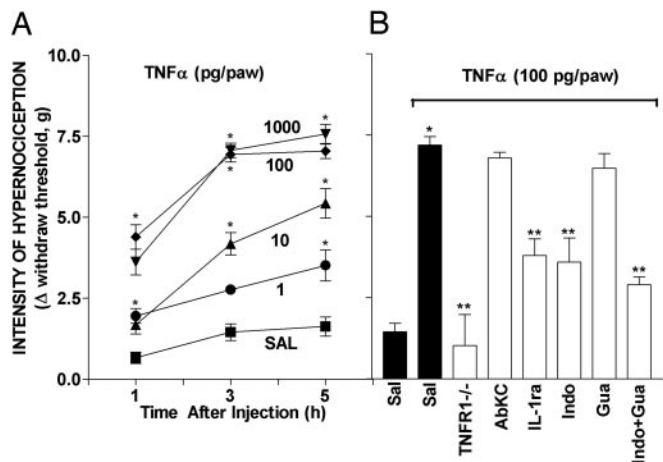 A
INTENSITY OF HYPERNOCICEPTION
(Δ withdraw threshold, g)
10.0
7.5
5.0
2.5
0.0
TNFα (pg/paw)
*
*
*
*
*
*
*
*
*
1000
100
10
1
SAL
1 3 5
Time After Injection (h)
B
TNFα (100 pg/paw)
*
**
**
**
**
Sal
Sal
TNFR1-/-
AbKC
IL-1ra
Indo
Gua
Indo+Gua